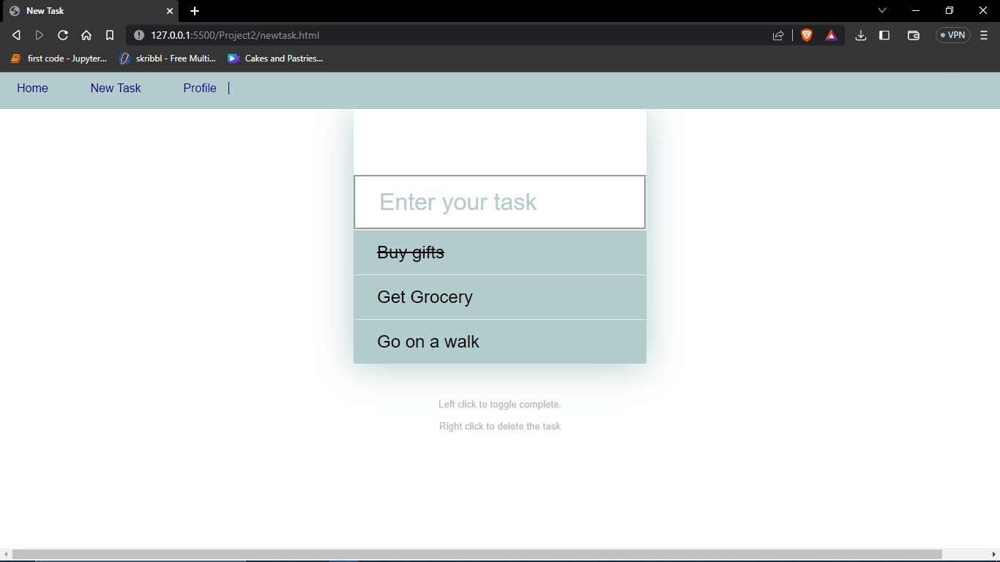 New Task
127.0.0.1:5500/Project2/newtask.html
VPN
first code - Jupyter... skribbl - Free Multi... Cakes and Pastries...
Home New Task Profile
Enter your task
Buy gifts
Get Grocery
Go on a walk
Left click to toggle complete.
Right click to delete the task